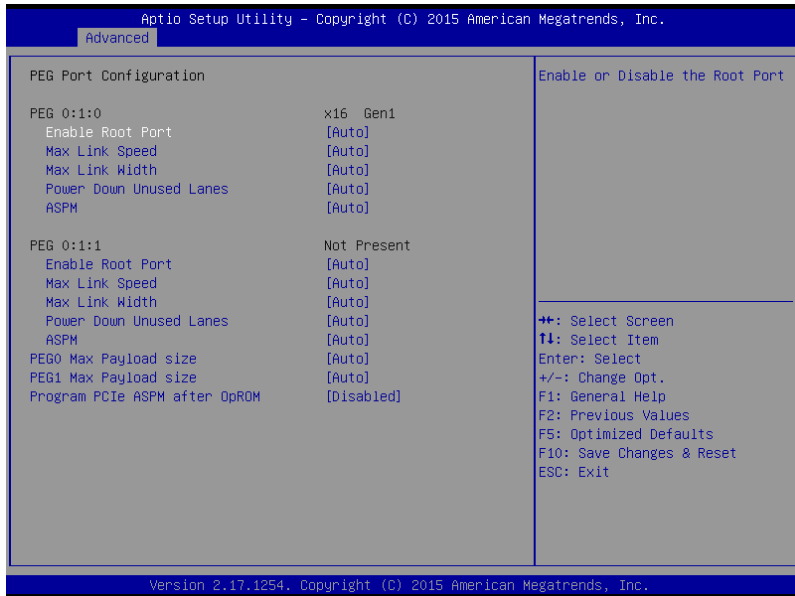 Aptio Setup Utility – Copyright (C) 2015 American Megatrends, Inc.
Advanced
PEG Port Configuration
PEG 0:1:0 x16 Gen1
Enable Root Port [Auto]
Max Link Speed [Auto]
Max Link Width [Auto]
Power Down Unused Lanes [Auto]
ASPM [Auto]
PEG 0:1:1 Not Present
Enable Root Port [Auto]
Max Link Speed [Auto]
Max Link Width [Auto]
Power Down Unused Lanes [Auto]
ASPM [Auto]
PEG0 Max Payload size [Auto]
PEG1 Max Payload size [Auto]
Program PCIe ASPM after OpROM [Disabled]
Enable or Disable the Root Port
→←: Select Screen
↑↓: Select Item
Enter: Select
+/-: Change Opt.
F1: General Help
F2: Previous Values
F5: Optimized Defaults
F10: Save Changes & Reset
ESC: Exit
Version 2.17.1254. Copyright (C) 2015 American Megatrends, Inc.